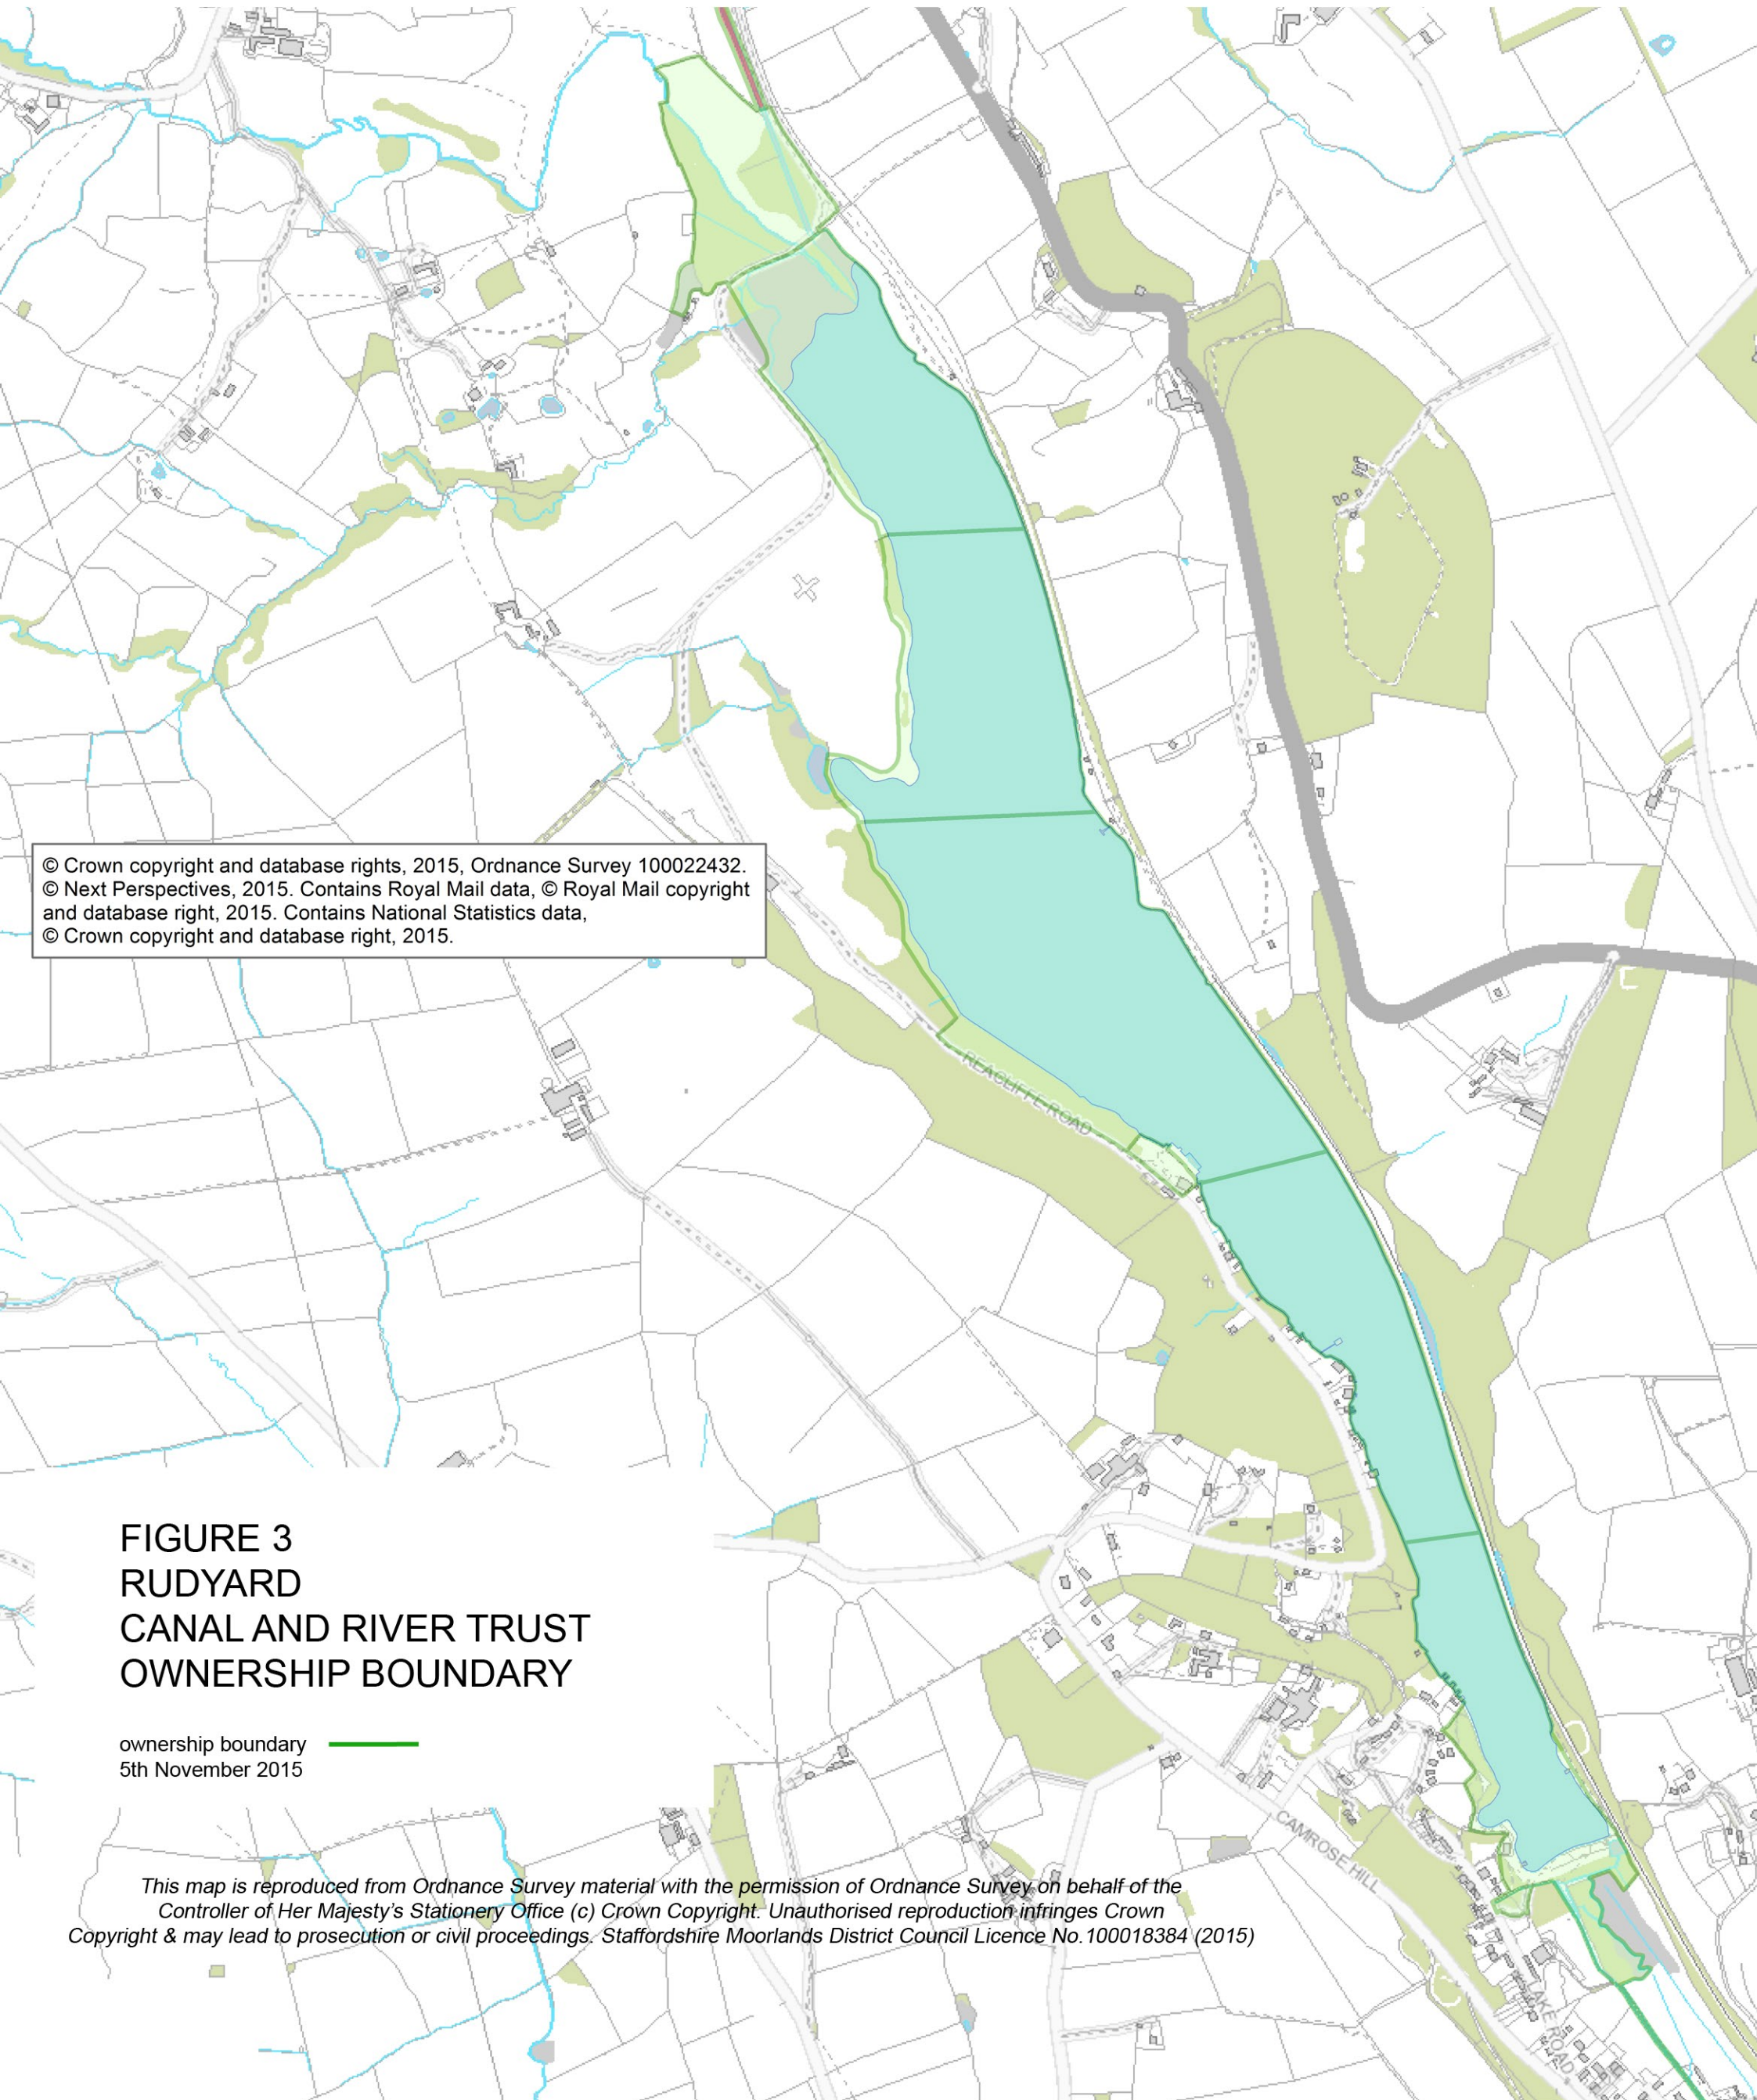 © Crown copyright and database rights, 2015, Ordnance Survey 100022432.
© Next Perspectives, 2015. Contains Royal Mail data, © Royal Mail copyright
and database right, 2015. Contains National Statistics data,
© Crown copyright and database right, 2015.
REACLIFFE ROAD
FIGURE 3
RUDYARD
CANAL AND RIVER TRUST
OWNERSHIP BOUNDARY
ownership boundary
5th November 2015
CAMROSE HILL
This map is reproduced from Ordnance Survey material with the permission of Ordnance Survey on behalf of the
Controller of Her Majesty's Stationery Office (c) Crown Copyright. Unauthorised reproduction infringes Crown
Copyright & may lead to prosecution or civil proceedings. Staffordshire Moorlands District Council Licence No.100018384 (2015)
LAKE ROAD